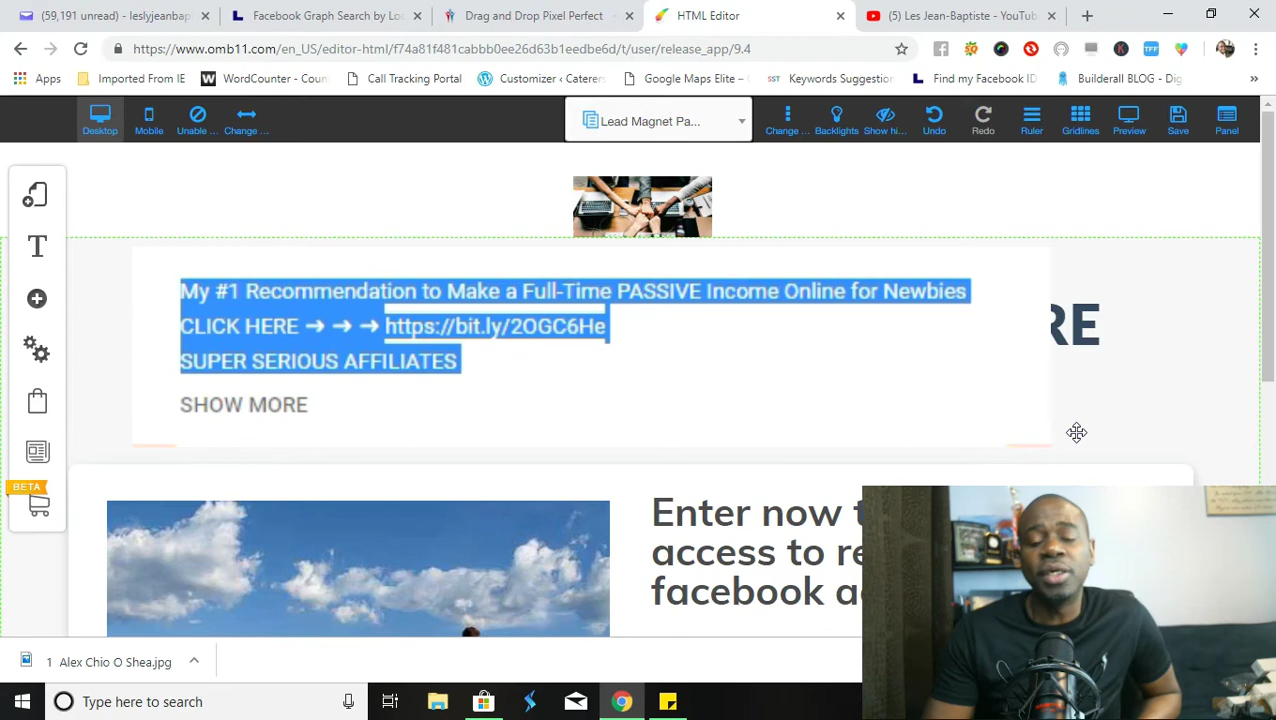 (59,191 unread) - leslyjeanbap
Facebook Graph Search by Lo
Drag and Drop Pixel Perfect
HTML Editor
(5) Les Jean-Baptiste - YouTu
https://www.omb11.com/en_US/editor-html/f74a81f481cabbb0ee26d63b1eedbe6d/t/user/release_app/9.4
Apps
Imported From IE
WordCounter - Coun
Call Tracking Portal
Customizer ‹ Caterers
Google Maps Elite –
SST Keywords Suggestion
Find my Facebook ID
Builderall BLOG - Dig
Desktop
Mobile
Unable ...
Change ...
Lead Magnet Pa...
Change ...
Backlights
Show hi...
Undo
Redo
Ruler
Gridlines
Preview
Save
Panel
My #1 Recommendation to Make a Full-Time PASSIVE Income Online for Newbies
CLICK HERE ➔ ➔ ➔ https://bit.ly/2OGC6He
SUPER SERIOUS AFFILIATES
SHOW MORE
RE
BETA
Enter now t
access to re
facebook a
1 Alex Chio O Shea.jpg
Type here to search